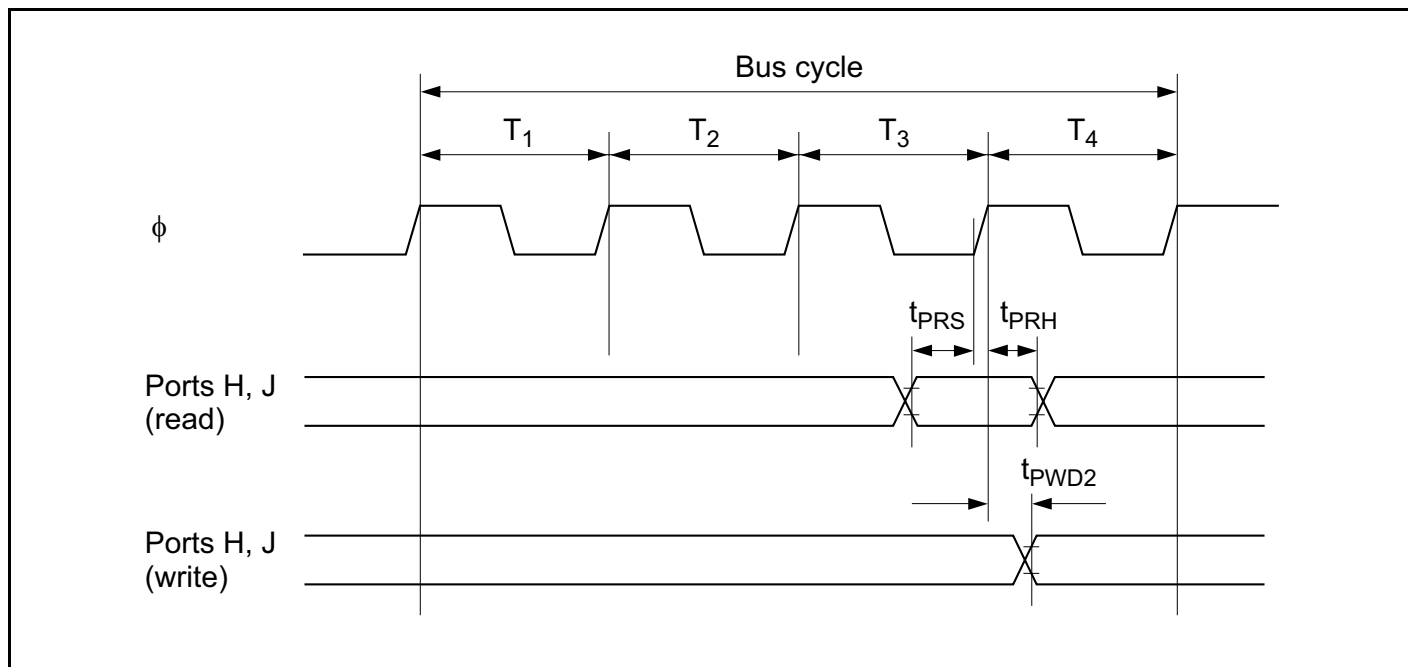 Bus cycle
T1 T2 T3 T4
ϕ
tPRS tPRH
Ports H, J
(read)
tPWD2
Ports H, J
(write)